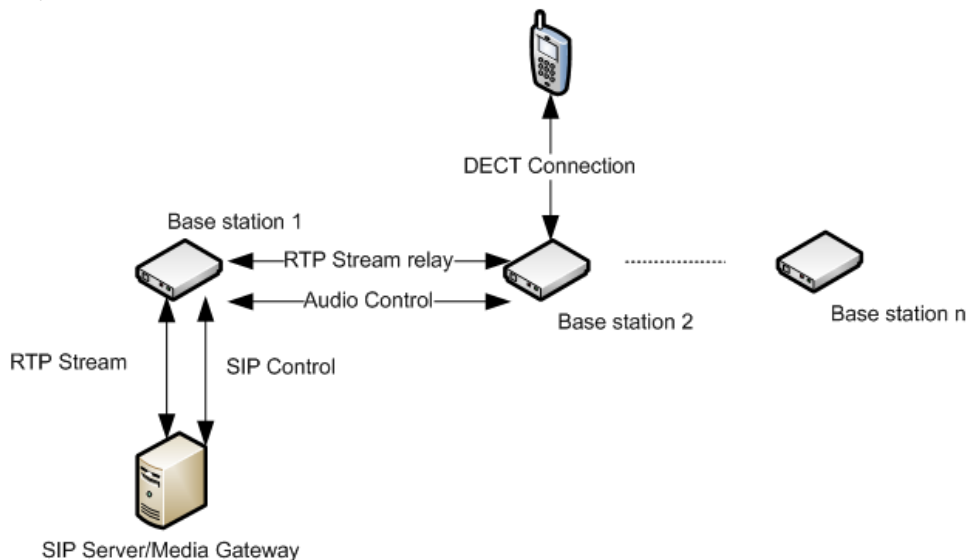 DECT Connection
Base station 1
RTP Stream relay
Audio Control
Base station 2
Base station n
RTP Stream
SIP Control
SIP Server/Media Gateway